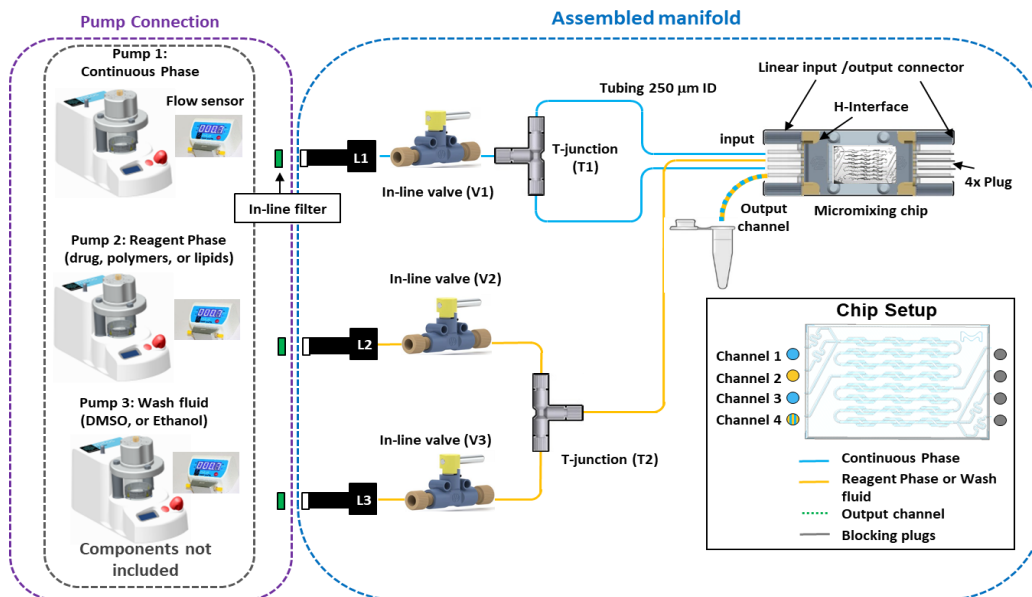 Pump Connection
Assembled manifold
Pump 1:
Continuous Phase
Flow sensor
In-line filter
Pump 2: Reagent Phase
(drug, polymers, or lipids)
Pump 3: Wash fluid
(DMSO, or Ethanol)
Components not
included
L1
In-line valve (V1)
T-junction
(T1)
Tubing 250 µm ID
Linear input /output connector
H-Interface
input
4x Plug
Output
channel
Micromixing chip
In-line valve (V2)
L2
In-line valve (V3)
T-junction (T2)
L3
Chip Setup
Channel 1
Channel 2
Channel 3
Channel 4
Continuous Phase
Reagent Phase or Wash
fluid
Output channel
Blocking plugs